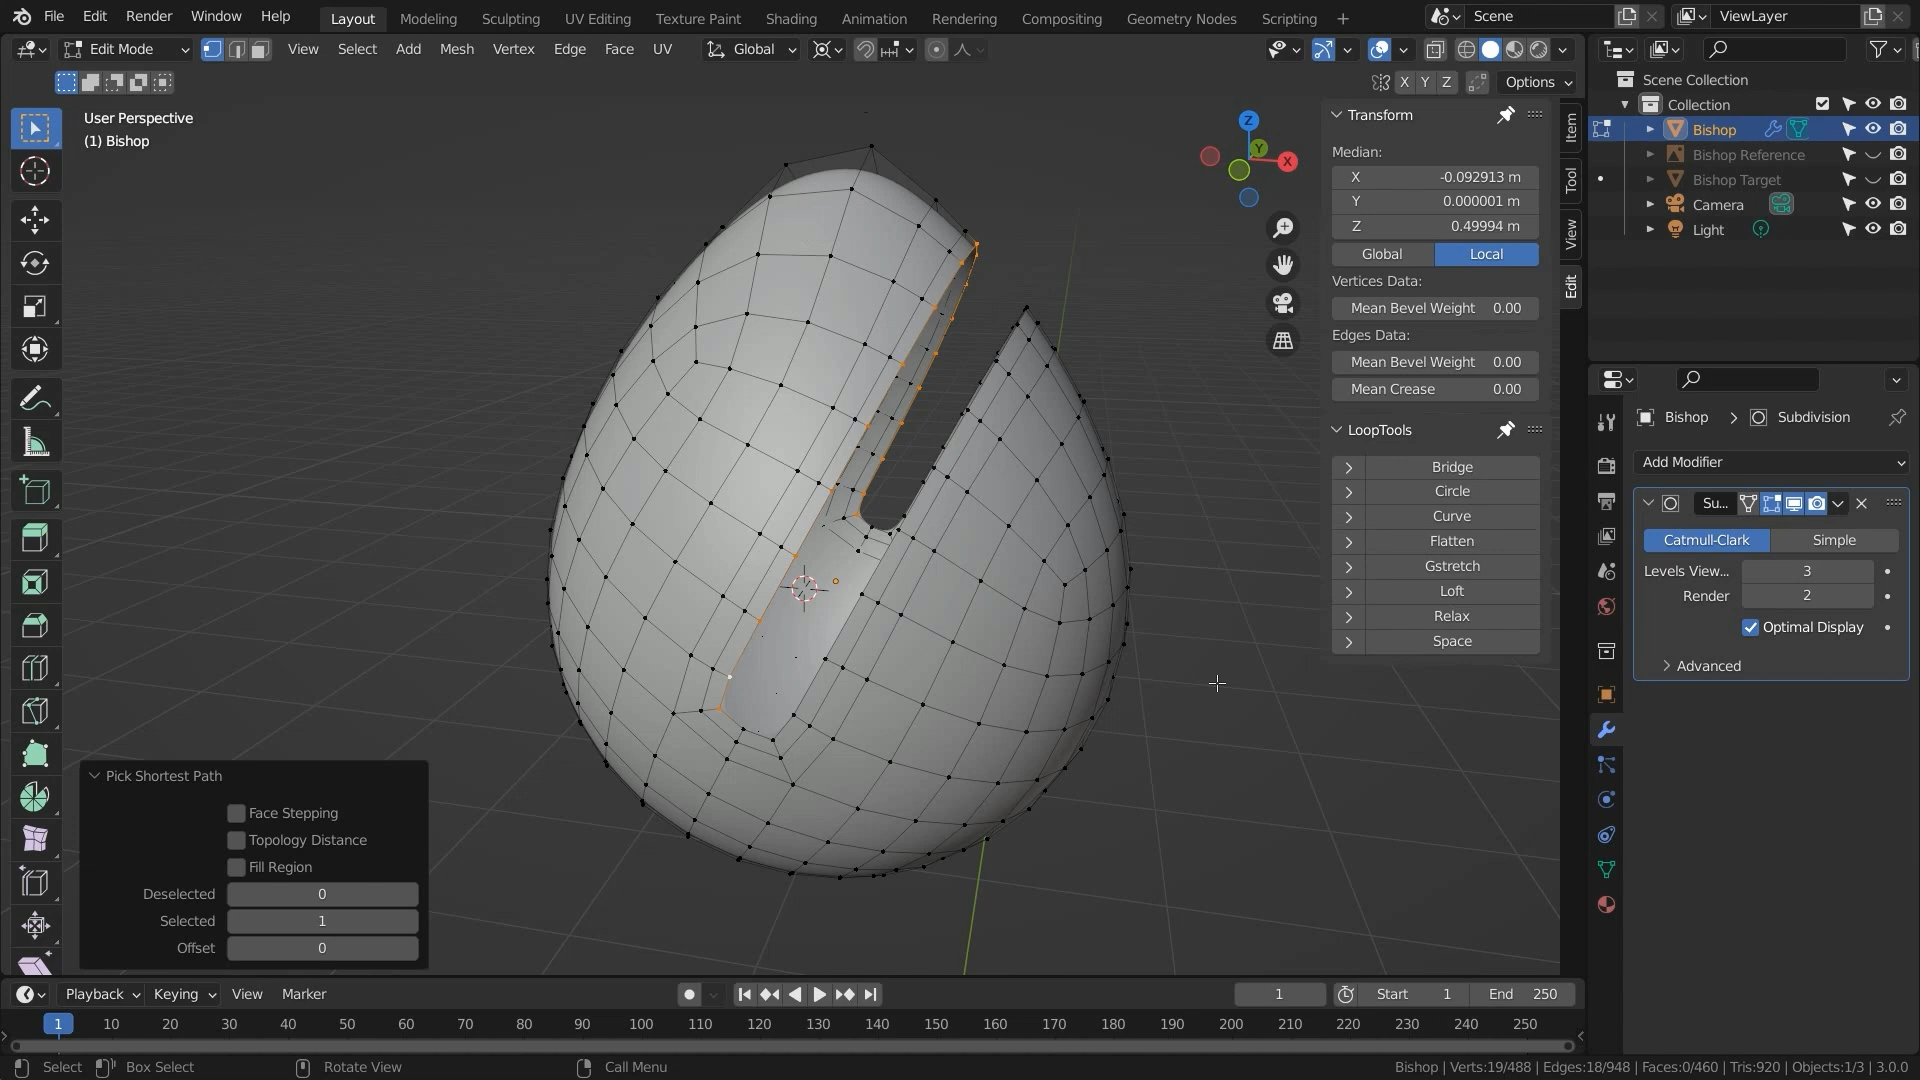 File Edit Render Window Help Layout Modeling Sculpting UV Editing Texture Paint Shading Animation Rendering Compositing Geometry Nodes Scripting + Scene ViewLayer
Edit Mode View Select Add Mesh Vertex Edge Face UV Global
X Y Z Options
User Perspective
(1) Bishop
Z
Y
X
Transform
Median:
X -0.092913 m
Y 0.000001 m
Z 0.49994 m
Global Local
Vertices Data:
Mean Bevel Weight 0.00
Edges Data:
Mean Bevel Weight 0.00
Mean Crease 0.00
LoopTools
Bridge
Circle
Curve
Flatten
Gstretch
Loft
Relax
Space
Item
Tool
View
Edit
Scene Collection
Collection
Bishop
Bishop Reference
Bishop Target
Camera
Light
Bishop > Subdivision
Add Modifier
Su...
Catmull-Clark Simple
Levels View... 3
Render 2
Optimal Display
Advanced
Pick Shortest Path
Face Stepping
Topology Distance
Fill Region
Deselected 0
Selected 1
Offset 0
Playback Keying View Marker 1 Start 1 End 250
1 10 20 30 40 50 60 70 80 90 100 110 120 130 140 150 160 170 180 190 200 210 220 230 240 250
Select Box Select Rotate View Call Menu Bishop | Verts:19/488 | Edges:18/948 | Faces:0/460 | Tris:920 | Objects:1/3 | 3.0.0